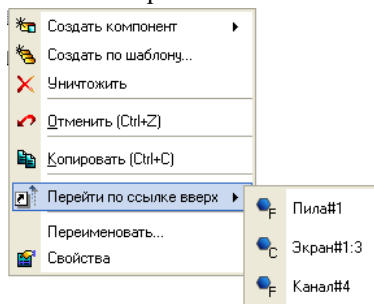 Создать компонент
Создать по шаблону...
Уничтожить
Отменить (Ctrl+Z)
Копировать (Ctrl+C)
Перейти по ссылке вверх
Пила#1
Экран#1:3
Переименовать...
Свойства
Канал#4